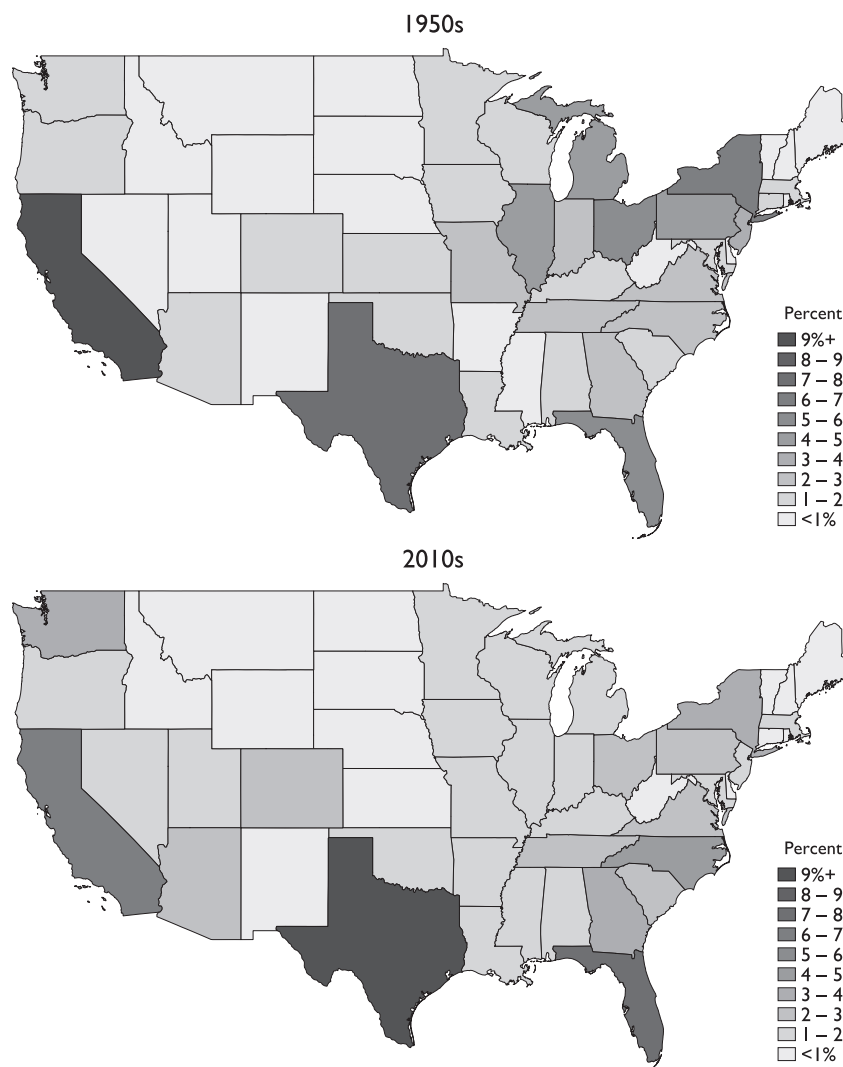 1950s
Percent
9%+
8 – 9
7 – 8
6 – 7
5 – 6
4 – 5
3 – 4
2 – 3
1 – 2
<1%
2010s
Percent
9%+
8 – 9
7 – 8
6 – 7
5 – 6
4 – 5
3 – 4
2 – 3
1 – 2
<1%